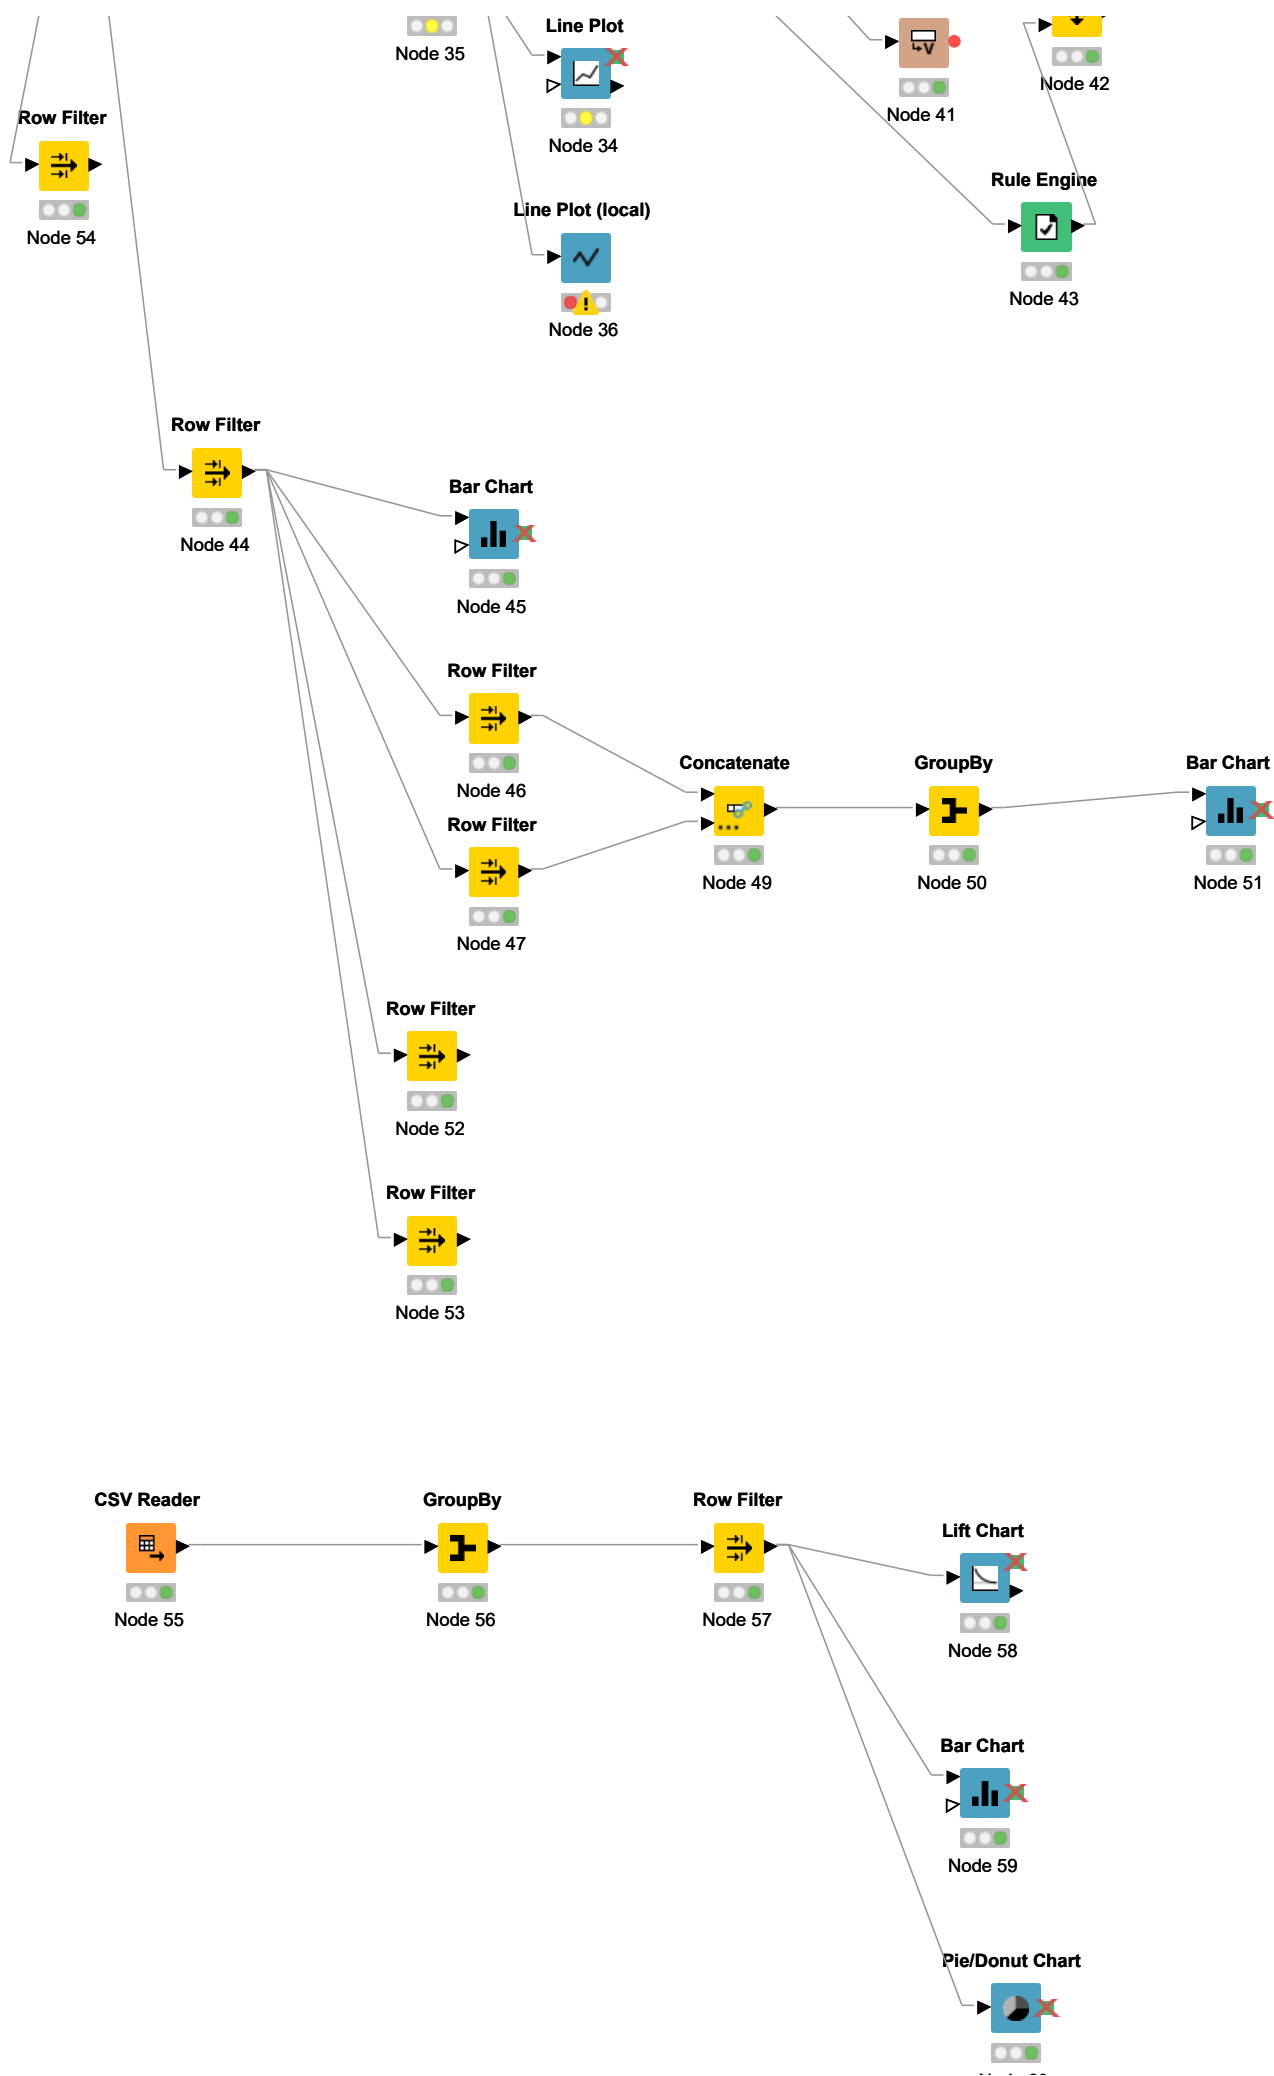 Node 35
Line Plot
Node 34
Node 41
Node 42
Row Filter
Node 54
Rule Engine
Node 43
Line Plot (local)
Node 36
Row Filter
Node 44
Bar Chart
Node 45
Row Filter
Node 46
Row Filter
Node 47
Concatenate
Node 49
GroupBy
Node 50
Bar Chart
Node 51
Row Filter
Node 52
Row Filter
Node 53
CSV Reader
Node 55
GroupBy
Node 56
Row Filter
Node 57
Lift Chart
Node 58
Bar Chart
Node 59
Pie/Donut Chart